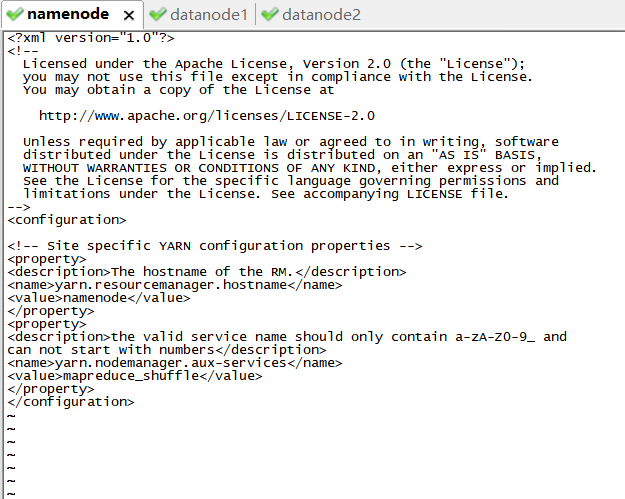 namenode × datanode1 datanode2
<?xml version="1.0"?>
<!--
  Licensed under the Apache License, Version 2.0 (the "License");
  you may not use this file except in compliance with the License.
  You may obtain a copy of the License at

    http://www.apache.org/licenses/LICENSE-2.0

  Unless required by applicable law or agreed to in writing, software
  distributed under the License is distributed on an "AS IS" BASIS,
  WITHOUT WARRANTIES OR CONDITIONS OF ANY KIND, either express or implied.
  See the License for the specific language governing permissions and
  limitations under the License. See accompanying LICENSE file.
-->
<configuration>

<!-- Site specific YARN configuration properties -->
<property>
<description>The hostname of the RM.</description>
<name>yarn.resourcemanager.hostname</name>
<value>namenode</value>
</property>
<property>
<description>the valid service name should only contain a-zA-Z0-9_ and
can not start with numbers</description>
<name>yarn.nodemanager.aux-services</name>
<value>mapreduce_shuffle</value>
</property>
</configuration>
~
~
~
~
~
~
~